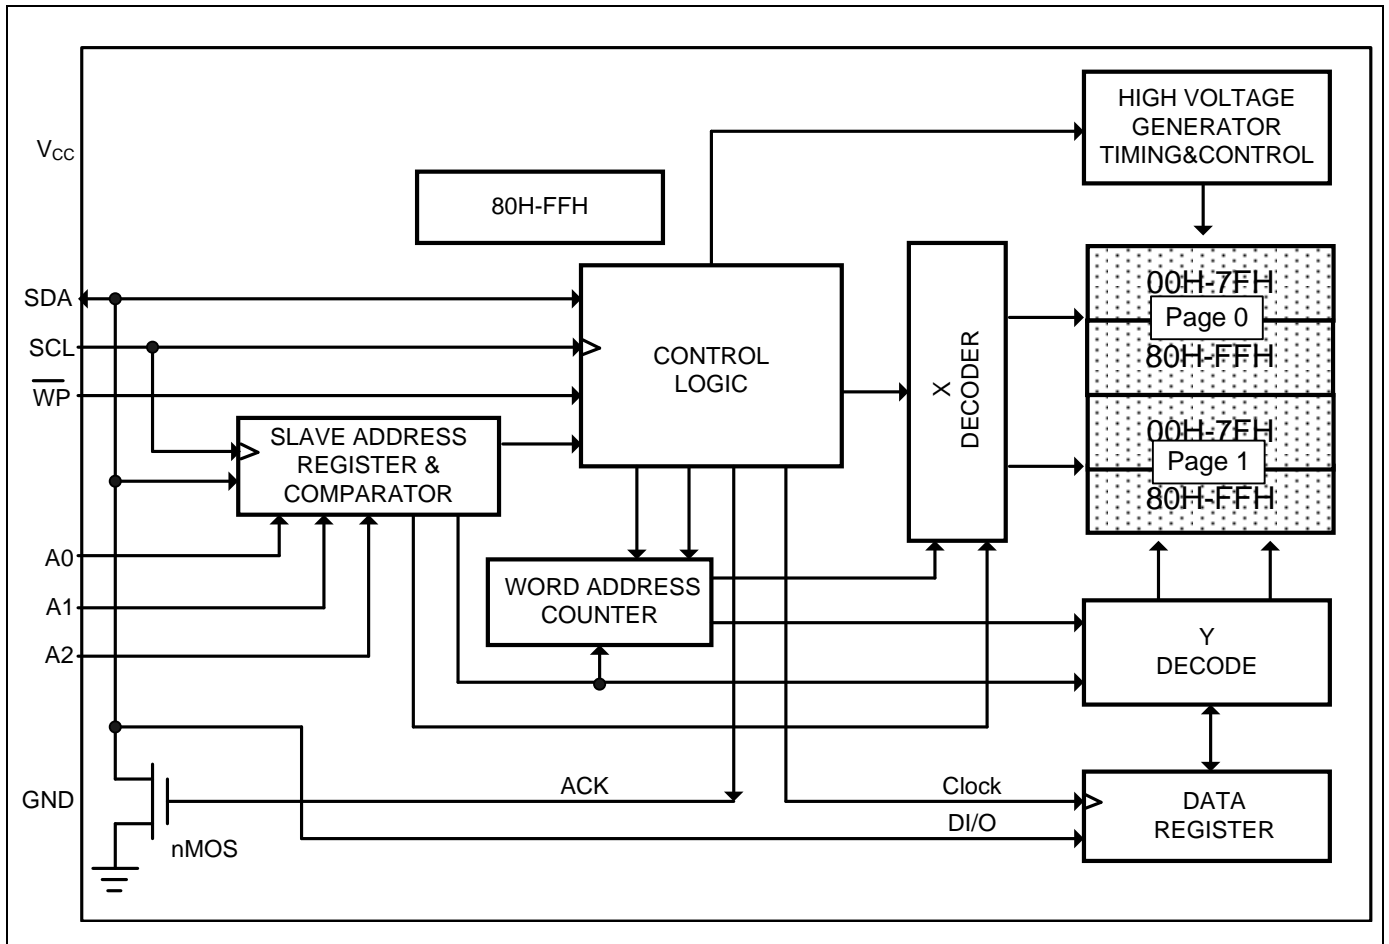 HIGH VOLTAGE
GENERATOR
TIMING&CONTROL
VCC
80H-FFH
SDA
SCL
WP
CONTROL
LOGIC
X
DECODER
00H-7FH
Page 0
80H-FFH
00H-7FH
Page 1
80H-FFH
SLAVE ADDRESS
REGISTER &
COMPARATOR
A0
A1
A2
WORD ADDRESS
COUNTER
Y
DECODE
GND
nMOS
ACK
Clock
DI/O
DATA
REGISTER